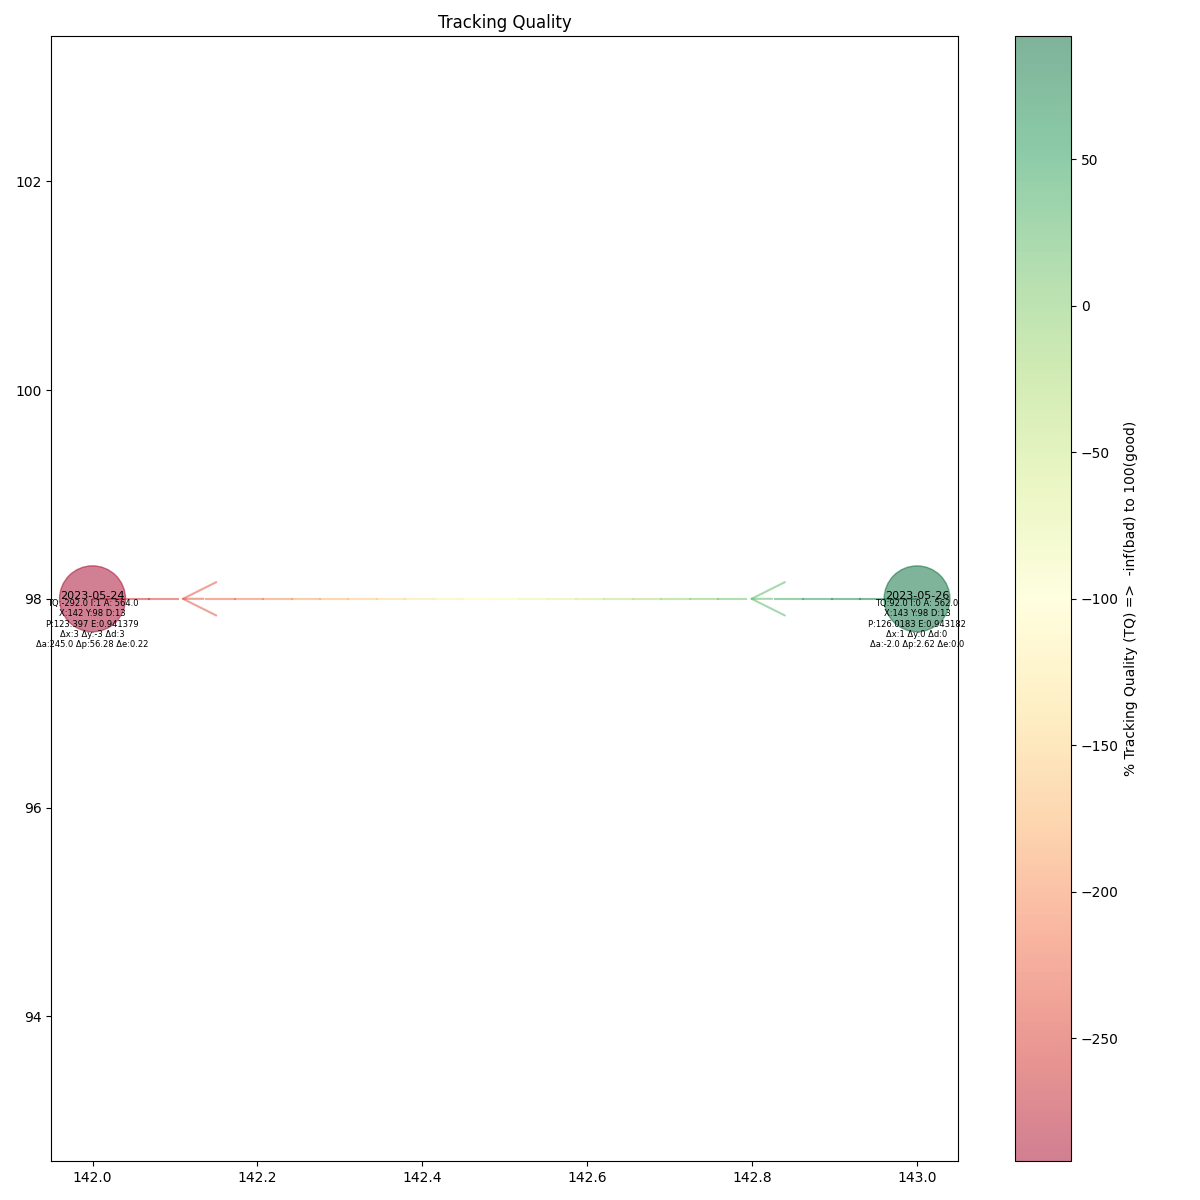 Tracking Quality
102
100
98
96
94
142.0
142.2
142.4
142.6
142.8
143.0
2023-05-24
TQ:-292.0 I:1 A: 564.0
X:142 Y:98 D:13
P:123.397 E:0.941379
Δx:3 Δy:-3 Δd:3
Δa:245.0 Δp:56.28 Δe:0.22
2023-05-26
TQ:92.0 I:0 A: 562.0
X:143 Y:98 D:13
P:126.0183 E:0.943182
Δx:1 Δy:0 Δd:0
Δa:-2.0 Δp:2.62 Δe:0.0
50
0
−50
−100
−150
−200
−250
% Tracking Quality (TQ) => -inf(bad) to 100(good)